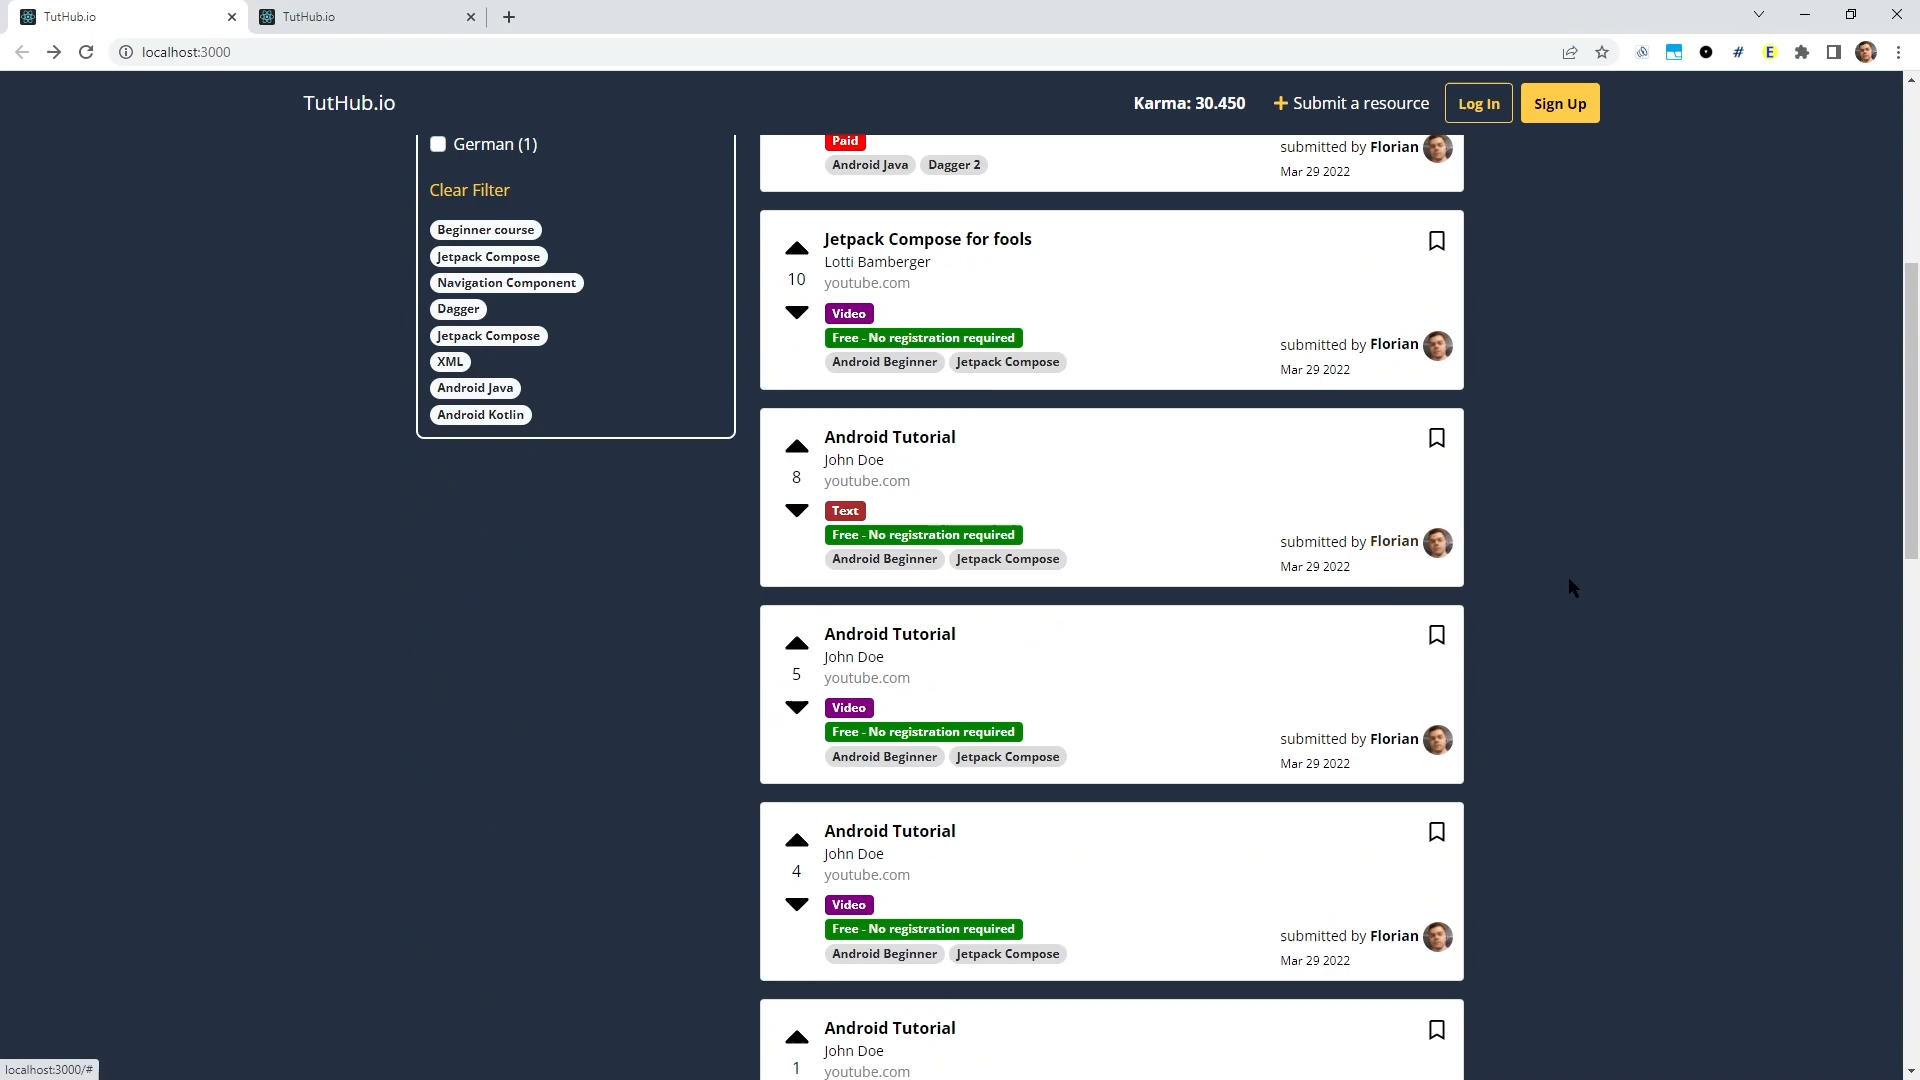 TutHub.io
TutHub.io
localhost:3000
#
E
TutHub.io
Karma: 30.450
Submit a resource
Log In
Sign Up
German (1)
Clear Filter
Beginner course
Jetpack Compose
Navigation Component
Dagger
Jetpack Compose
XML
Android Java
Android Kotlin
Paid
Android Java Dagger 2
submitted by Florian
Mar 29 2022
Jetpack Compose for fools
Lotti Bamberger
10
youtube.com
Video
Free - No registration required
Android Beginner Jetpack Compose
submitted by Florian
Mar 29 2022
Android Tutorial
John Doe
8
youtube.com
Text
Free - No registration required
Android Beginner Jetpack Compose
submitted by Florian
Mar 29 2022
Android Tutorial
John Doe
5
youtube.com
Video
Free - No registration required
Android Beginner Jetpack Compose
submitted by Florian
Mar 29 2022
Android Tutorial
John Doe
4
youtube.com
Video
Free - No registration required
Android Beginner Jetpack Compose
submitted by Florian
Mar 29 2022
Android Tutorial
John Doe
1
youtube.com
localhost:3000/#